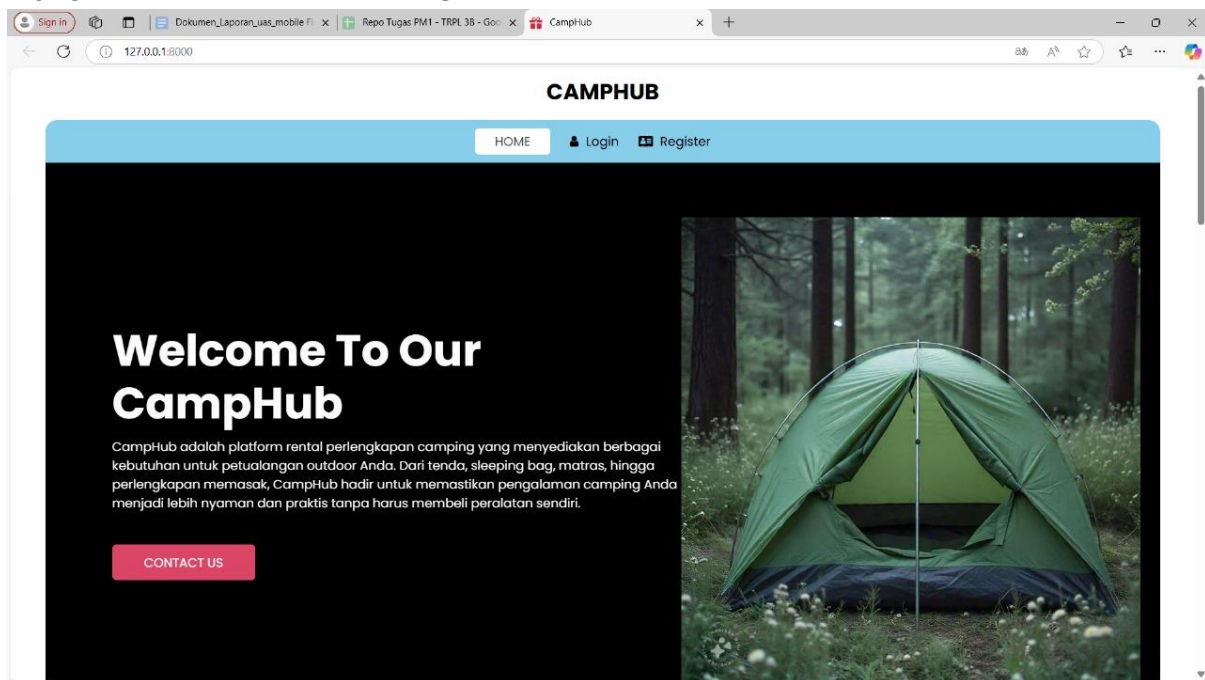 Sign in
Dokumen_Laporan_uas_mobile Fi
Repo Tugas PM1 - TRPL 3B - Goo
CampHub
127.0.0.1:8000
CAMPHUB
HOME Login Register
Welcome To Our
CampHub
CampHub adalah platform rental perlengkapan camping yang menyediakan berbagai
kebutuhan untuk petualangan outdoor Anda. Dari tenda, sleeping bag, matras, hingga
perlengkapan memasak, CampHub hadir untuk memastikan pengalaman camping Anda
menjadi lebih nyaman dan praktis tanpa harus membeli peralatan sendiri.
CONTACT US